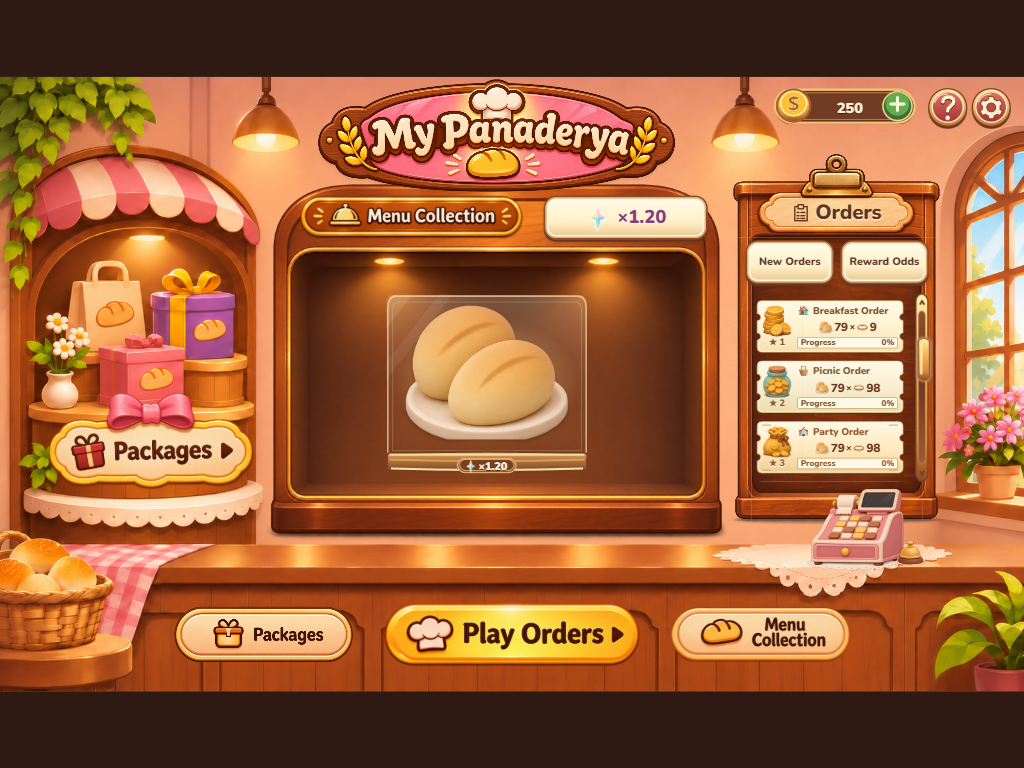 My Panaderya
$ 250 +
?
Menu Collection
×1.20
Orders
New Orders
Reward Odds
Breakfast Order
79 × 9
★ 1
Progress 0%
Picnic Order
79 × 98
★ 2
Progress 0%
Party Order
79 × 98
★ 3
Progress 0%
×1.20
Packages
Packages
Play Orders
Menu
Collection